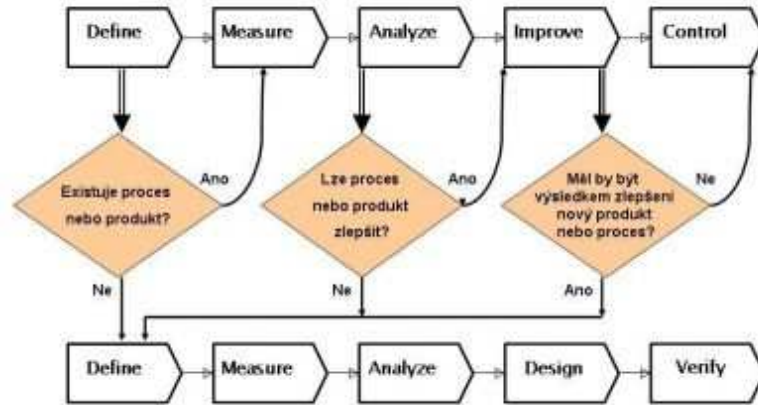 Define
Measure
Analyze
Improve
Control
Existuje proces
nebo produkt?
Ano
Lze proces
nebo produkt
zlepšit?
Ano
Měl by být
výsledkem zlepšení
nový produkt
nebo proces?
Ne
Ne
Ne
Ano
Define
Measure
Analyze
Design
Verify